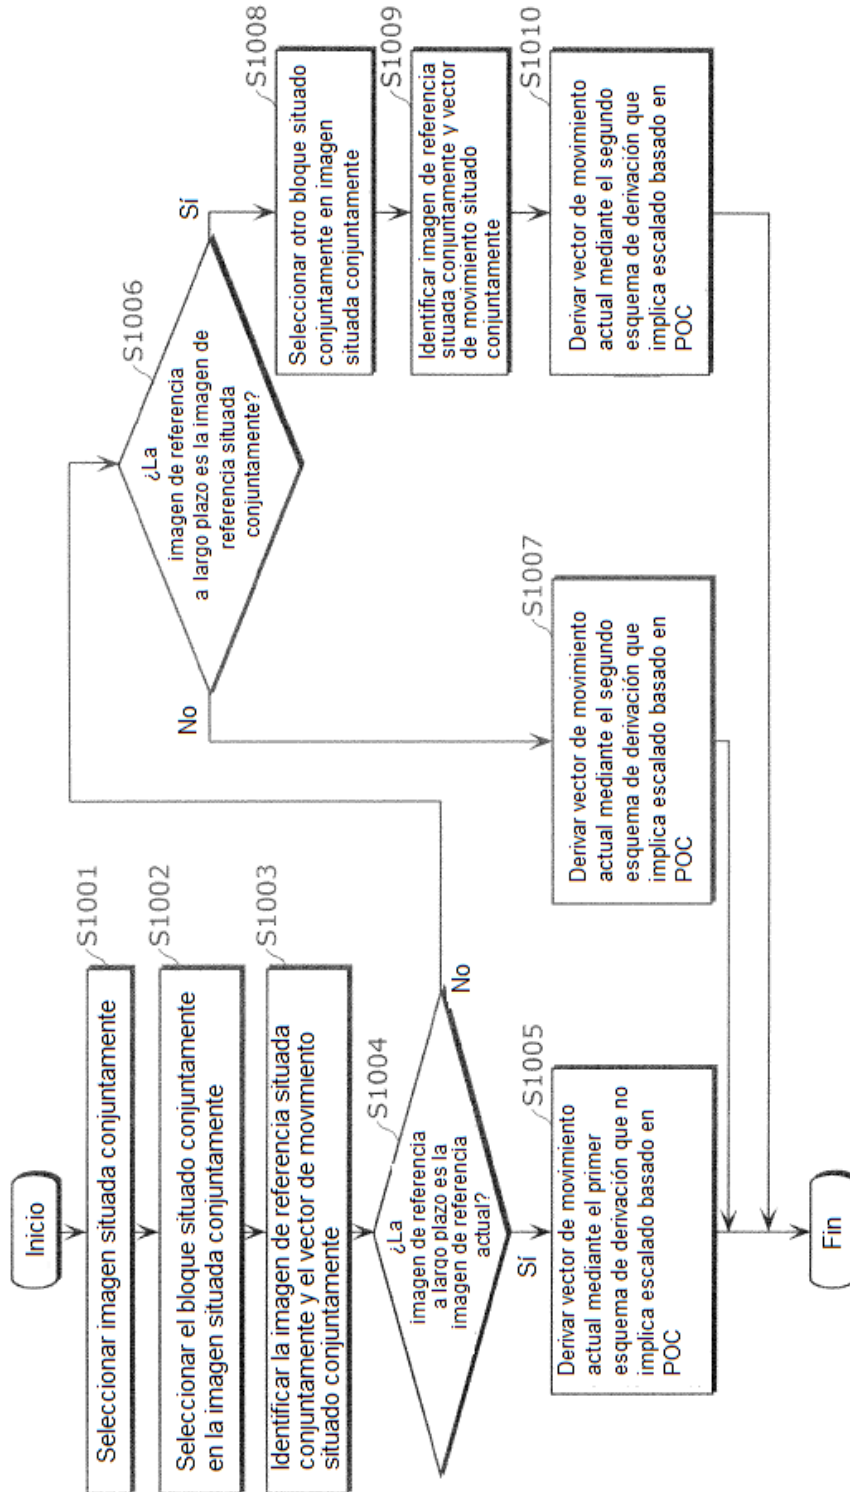 Inicio
Seleccionar imagen situada conjuntamente
S1001
Seleccionar el bloque situado conjuntamente
en la imagen situada conjuntamente
S1002
Identificar la imagen de referencia situada
conjuntamente y el vector de movimiento
situado conjuntamente
S1003
¿La
imagen de referencia
a largo plazo es la
imagen de referencia
actual?
S1004
No
Sí
Derivar vector de movimiento
actual mediante el primer
esquema de derivación que no
implica escalado basado en
POC
S1005
¿La
imagen de referencia
a largo plazo es la imagen de
referencia situada
conjuntamente?
S1006
No
Sí
Derivar vector de movimiento
actual mediante el segundo
esquema de derivación que
implica escalado basado en
POC
S1007
Seleccionar otro bloque situado
conjuntamente en imagen
situada conjuntamente
S1008
Identificar imagen de referencia
situada conjuntamente y vector
de movimiento situado
conjuntamente
S1009
Derivar vector de movimiento
actual mediante el segundo
esquema de derivación que
implica escalado basado en
POC
S1010
Fin